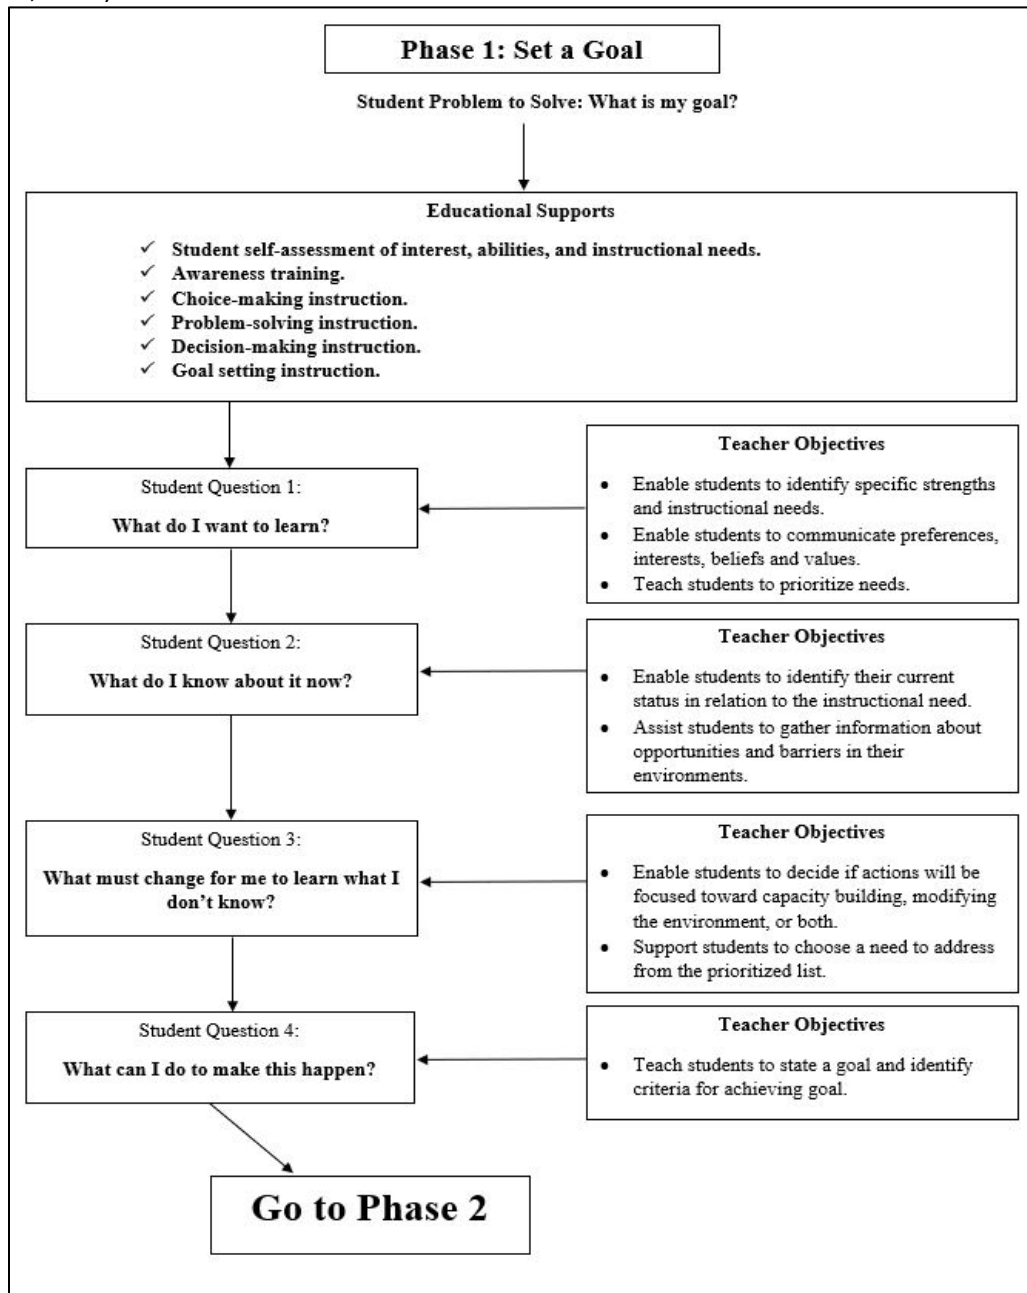 Phase 1: Set a Goal
Student Problem to Solve: What is my goal?
Educational Supports
✓ Student self-assessment of interest, abilities, and instructional needs.
✓ Awareness training.
✓ Choice-making instruction.
✓ Problem-solving instruction.
✓ Decision-making instruction.
✓ Goal setting instruction.
Student Question 1:
What do I want to learn?
Teacher Objectives
• Enable students to identify specific strengths
and instructional needs.
• Enable students to communicate preferences,
interests, beliefs and values.
• Teach students to prioritize needs.
Student Question 2:
What do I know about it now?
Teacher Objectives
• Enable students to identify their current
status in relation to the instructional need.
• Assist students to gather information about
opportunities and barriers in their
environments.
Student Question 3:
What must change for me to learn what I
don’t know?
Teacher Objectives
• Enable students to decide if actions will be
focused toward capacity building, modifying
the environment, or both.
• Support students to choose a need to address
from the prioritized list.
Student Question 4:
What can I do to make this happen?
Teacher Objectives
• Teach students to state a goal and identify
criteria for achieving goal.
Go to Phase 2